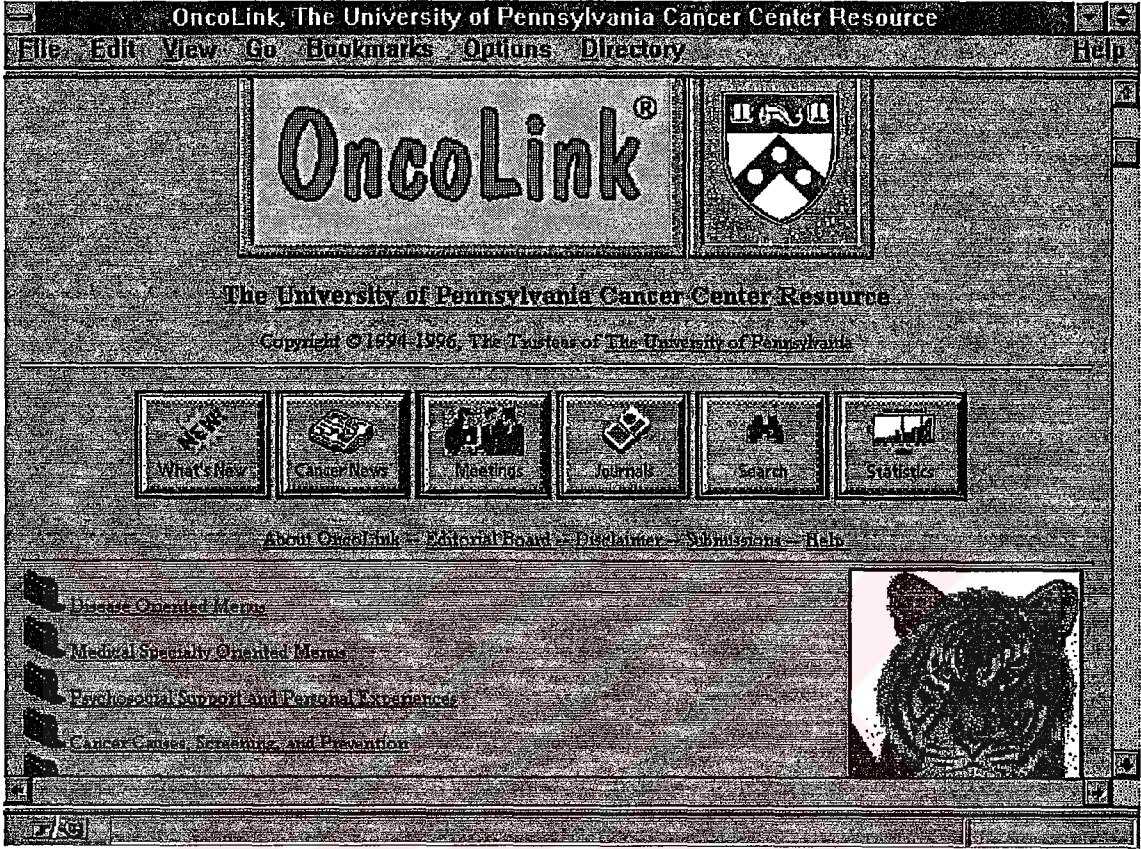 OncoLink, The University of Pennsylvania Cancer Center Resource
File Edit View Go Bookmarks Options Directory Help
OncoLink®
The University of Pennsylvania Cancer Center Resource
Copyright © 1994-1996, The Trustees of The University of Pennsylvania
NEW!
What's New Cancer News Meetings Journals Search Statistics
About OncoLink -- Editorial Board -- Disclaimer -- Submissions -- Help
Disease Oriented Menus
Medical Specialty Oriented Menus
Psychosocial Support and Personal Experiences
Cancer Causes, Screening, and Prevention